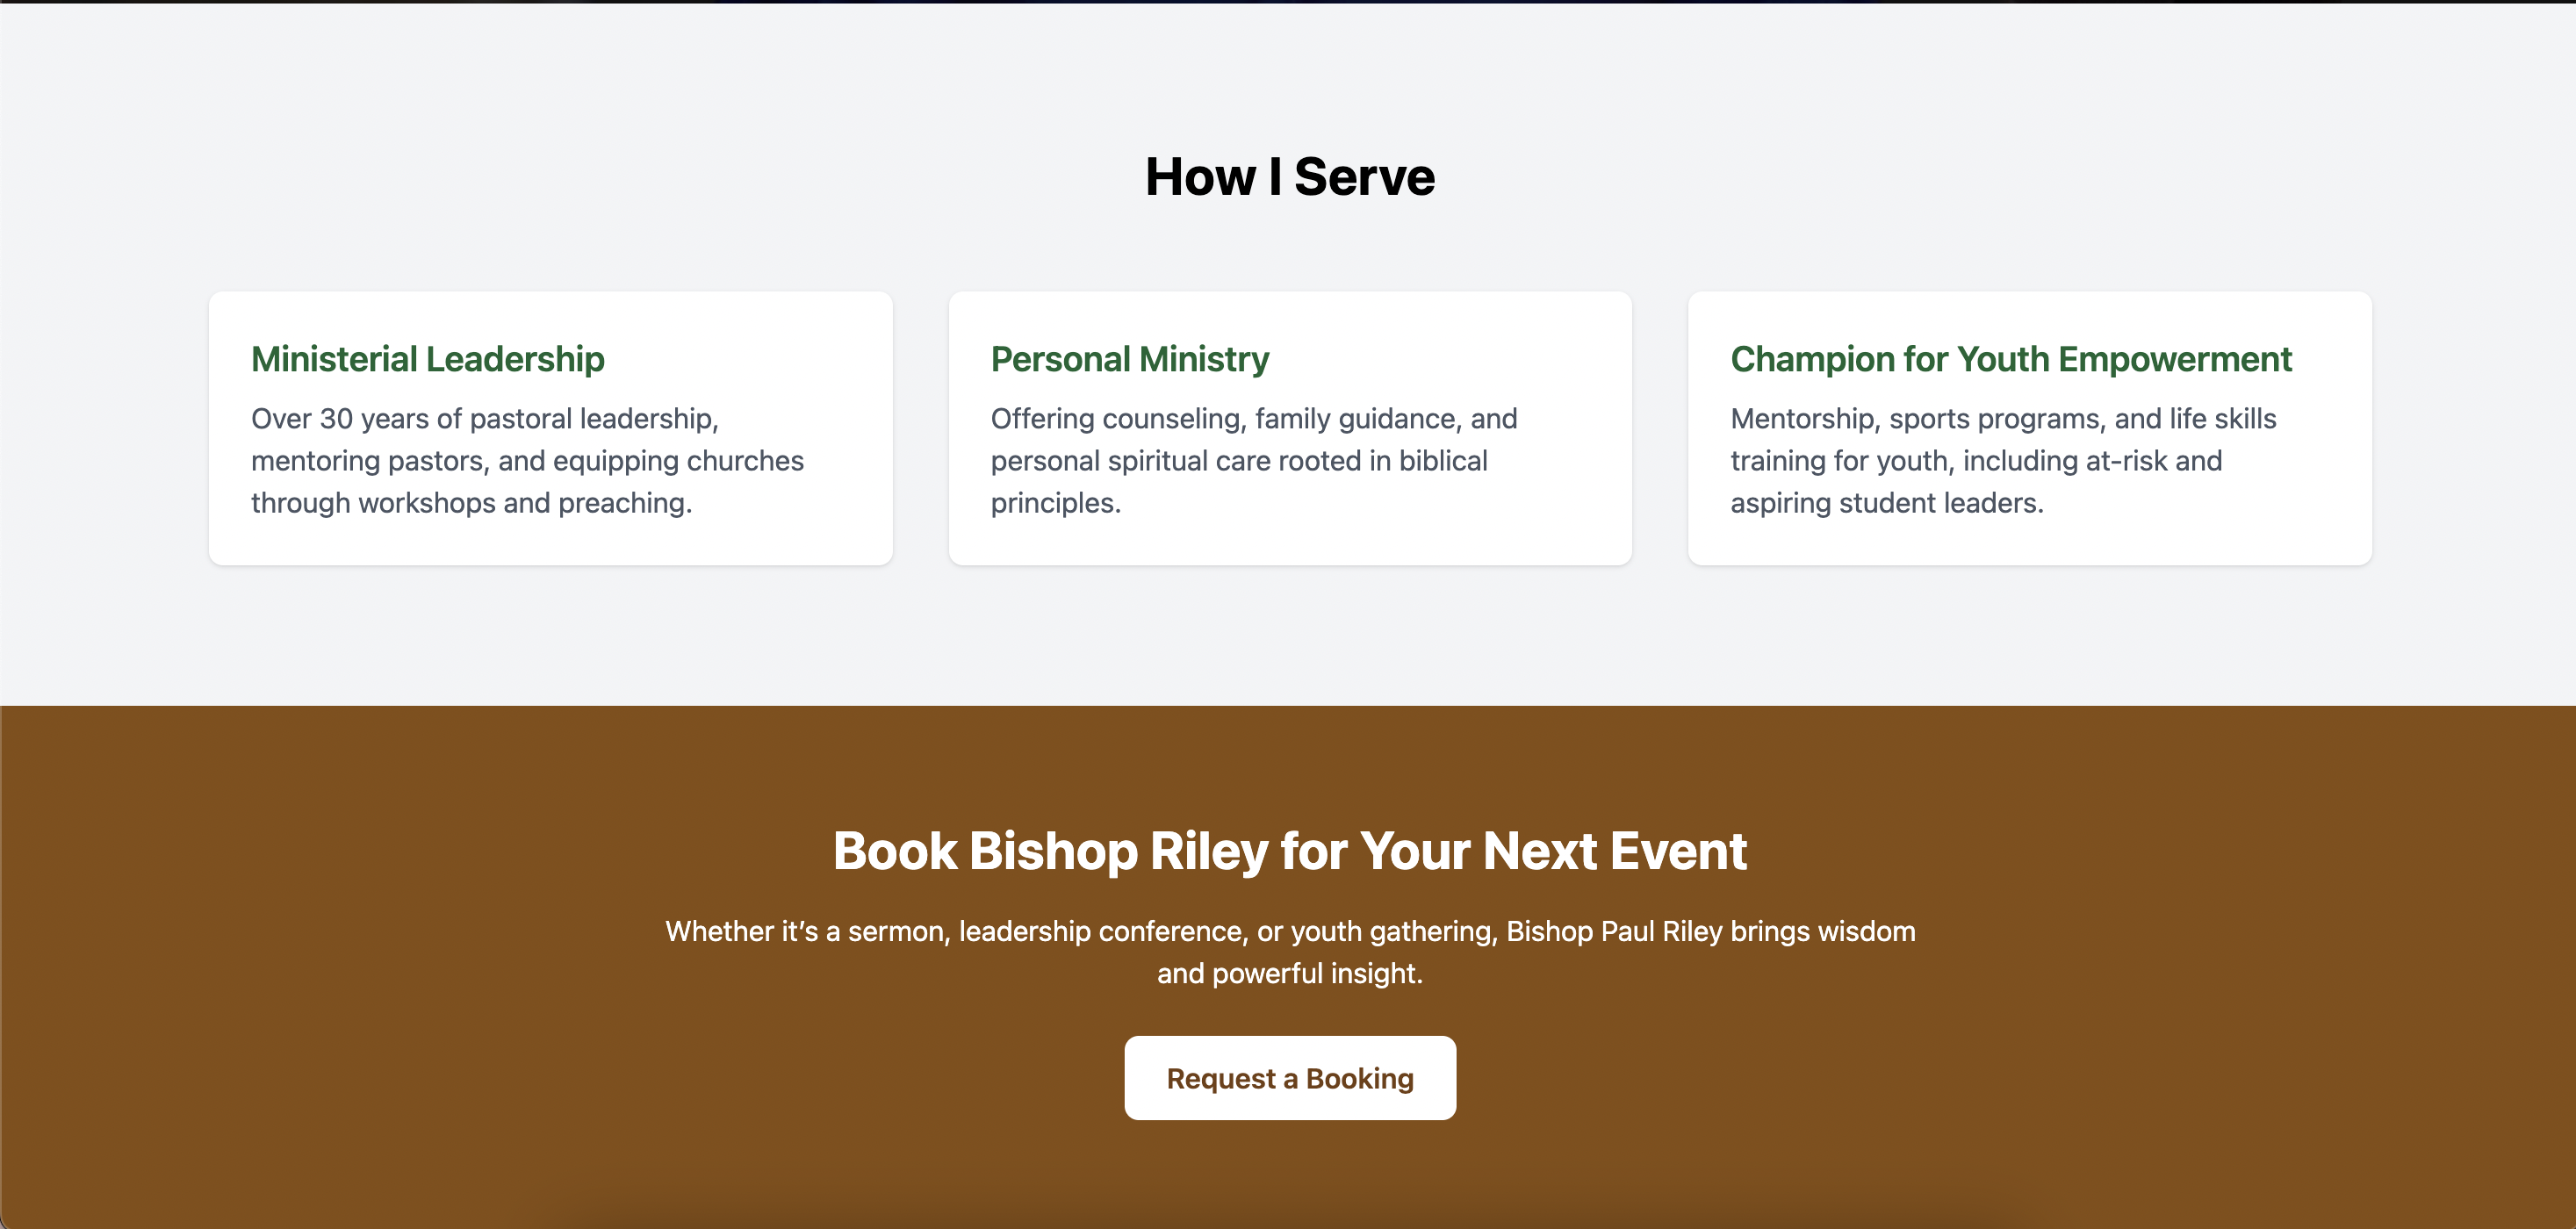 How I Serve
Ministerial Leadership
Over 30 years of pastoral leadership,
mentoring pastors, and equipping churches
through workshops and preaching.
Personal Ministry
Offering counseling, family guidance, and
personal spiritual care rooted in biblical
principles.
Champion for Youth Empowerment
Mentorship, sports programs, and life skills
training for youth, including at-risk and
aspiring student leaders.
Book Bishop Riley for Your Next Event
Whether it’s a sermon, leadership conference, or youth gathering, Bishop Paul Riley brings wisdom
and powerful insight.
Request a Booking